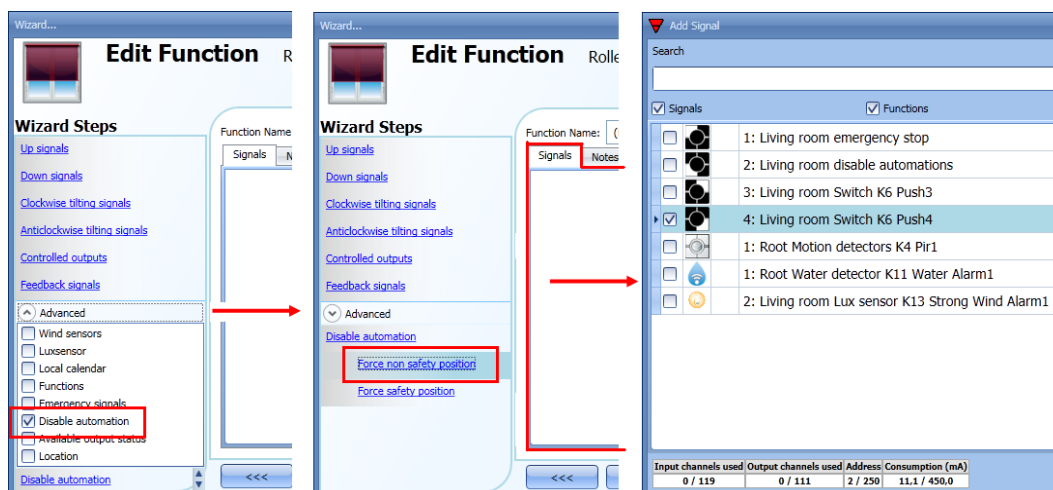 Wizard...
Edit Function R
Wizard Steps
Up signals
Down signals
Clockwise tilting signals
Anticlockwise tilting signals
Controlled outputs
Feedback signals
Advanced
Wind sensors
Luxsensor
Local calendar
Functions
Emergency signals
Disable automation
Available output status
Location
Disable automation
Function Name
Signals N
<<<
Wizard...
Edit Function Rolle
Wizard Steps
Up signals
Down signals
Clockwise tilting signals
Anticlockwise tilting signals
Controlled outputs
Feedback signals
Advanced
Disable automation
Force non safety position
Force safety position
Function Name: (
Signals Notes
<<<
Add Signal
Search
Signals Functions
1: Living room emergency stop
2: Living room disable automations
3: Living room Switch K6 Push3
4: Living room Switch K6 Push4
1: Root Motion detectors K4 Pir1
1: Root Water detector K11 Water Alarm1
2: Living room Lux sensor K13 Strong Wind Alarm1
Input channels used Output channels used Address Consumption (mA)
0 / 119 0 / 111 2 / 250 11,1 / 450,0